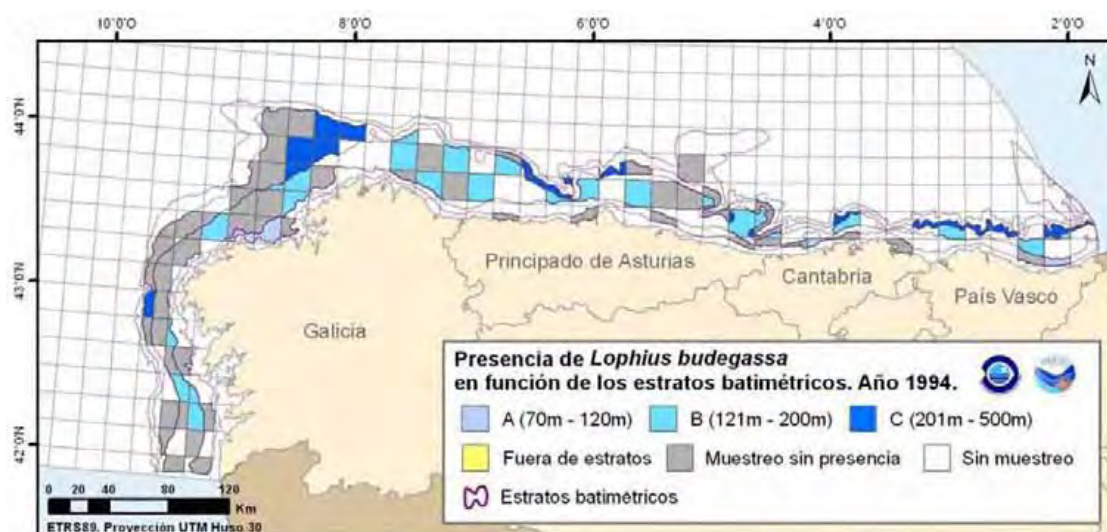 10°0'O 8°0'O 6°0'O 4°0'O 2°0'O
N
44°0'N
43°0'N
42°0'N
Principado de Asturias
Cantabria
País Vasco
Galicia
Presencia de Lophius budegassa
en función de los estratos batimétricos. Año 1994.
A (70m - 120m) B (121m - 200m) C (201m - 500m)
Fuera de estratos Muestreo sin presencia Sin muestreo
Estratos batimétricos
0 20 40 80 120
Km
ETRS89. Proyección UTM Huso 30